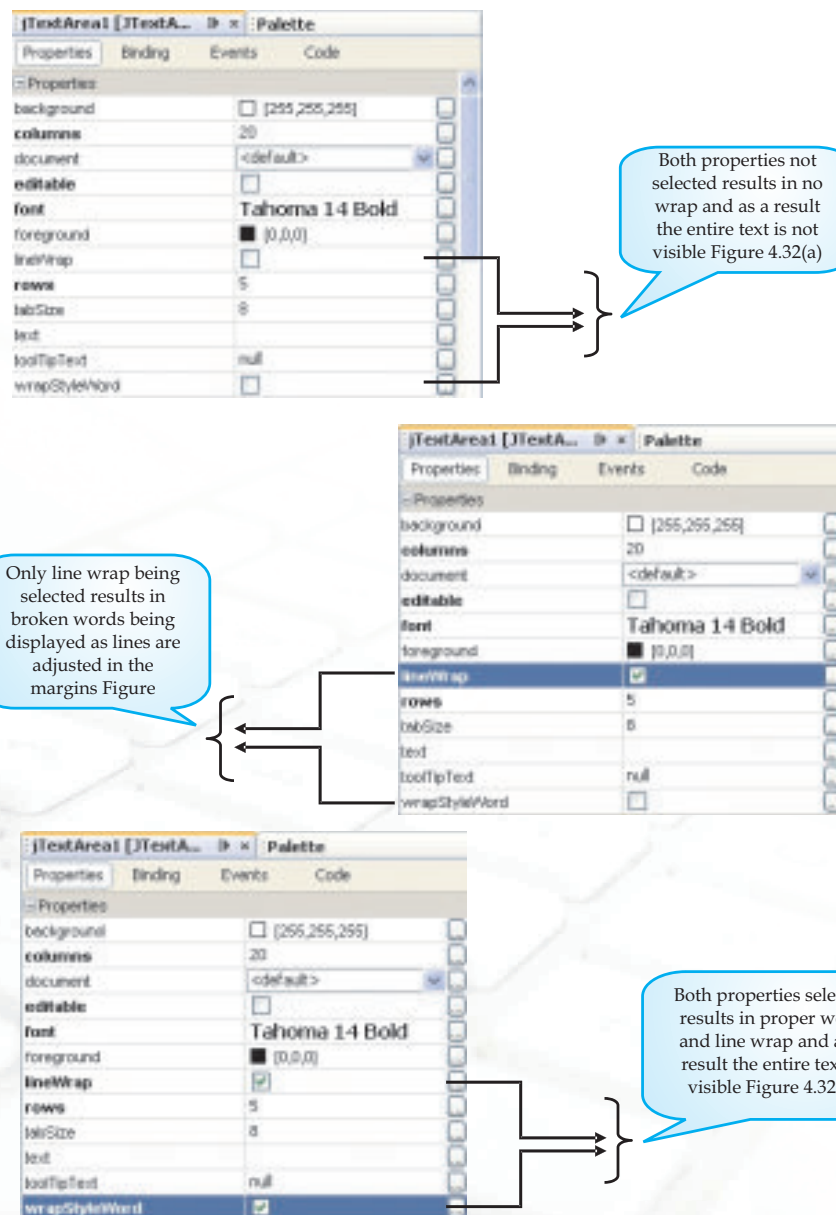 jTextArea1 [JTextA... Palette
Properties Binding Events Code
Properties
background [255,255,255]
columns 20
document <default>
editable
font Tahoma 14 Bold
foreground [0,0,0]
lineWrap
rows 5
tabSize 8
text
toolTipText null
wrapStyleWord
Both properties not
selected results in no
wrap and as a result
the entire text is not
visible Figure 4.32(a)
jTextArea1 [JTextA... Palette
Properties Binding Events Code
Properties
background [255,255,255]
columns 20
document <default>
editable
font Tahoma 14 Bold
foreground [0,0,0]
lineWrap
rows 5
tabSize 8
text
toolTipText null
wrapStyleWord
Only line wrap being
selected results in
broken words being
displayed as lines are
adjusted in the
margins Figure
jTextArea1 [JTextA... Palette
Properties Binding Events Code
Properties
background [255,255,255]
columns 20
document <default>
editable
font Tahoma 14 Bold
foreground [0,0,0]
lineWrap
rows 5
tabSize 8
text
toolTipText null
wrapStyleWord
Both properties sele
results in proper w
and line wrap and a
result the entire tex
visible Figure 4.32